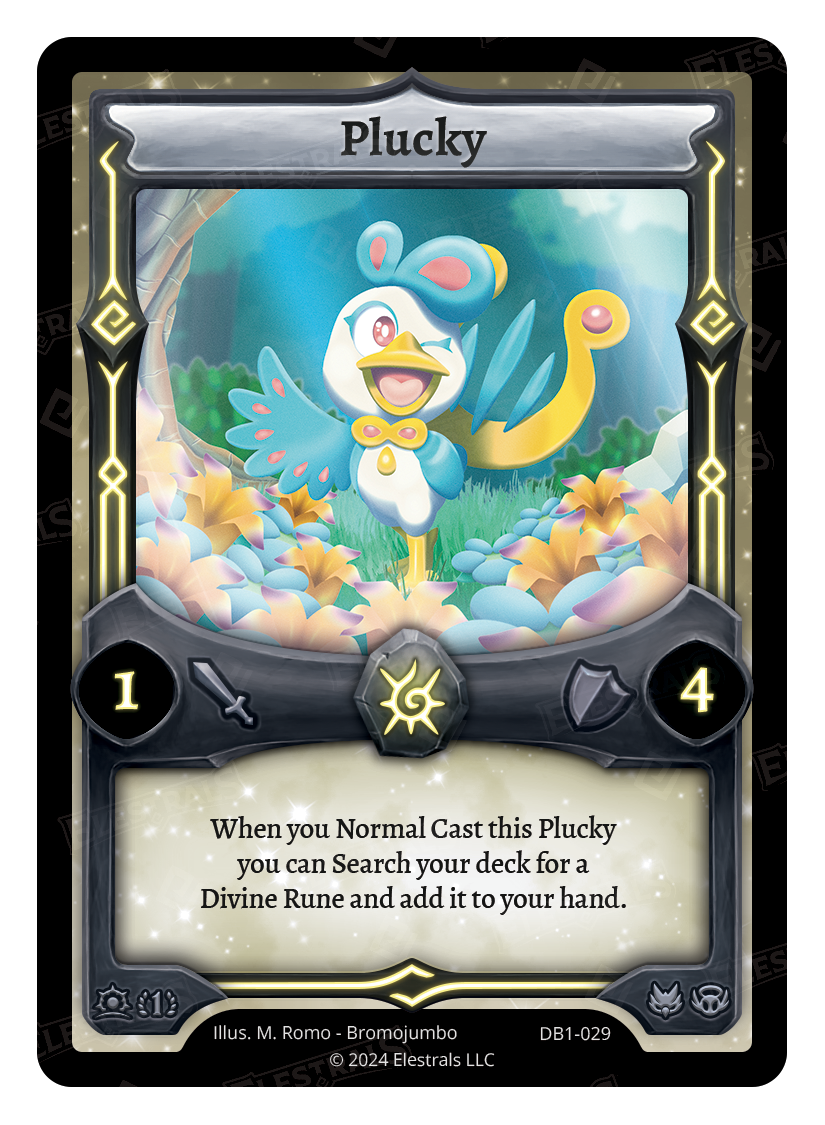 Plucky
1
4
When you Normal Cast this Plucky
you can Search your deck for a
Divine Rune and add it to your hand.
1
Illus. M. Romo - Bromojumbo
DB1-029
© 2024 Elestrals LLC